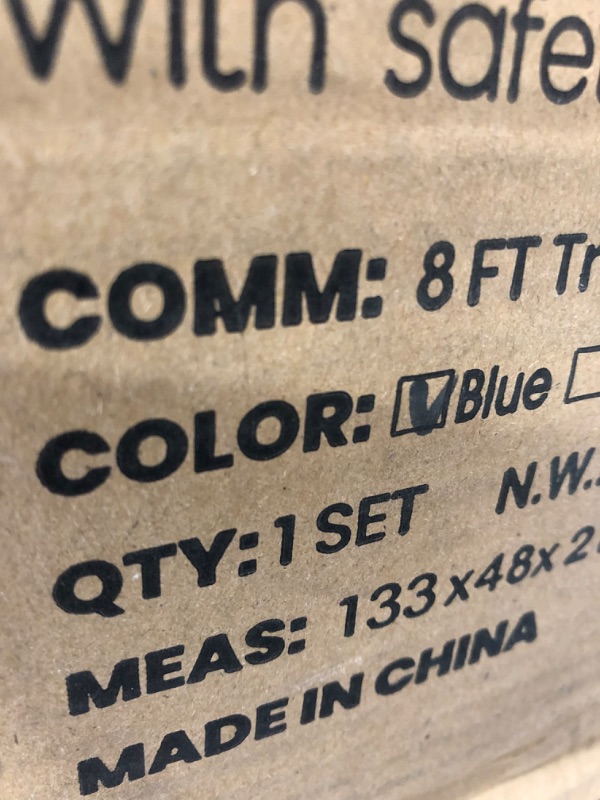 With safe
COMM: 8 FT Tr
COLOR: ☑ Blue ☐
QTY: 1 SET N.W.
MEAS: 133x48x2
MADE IN CHINA